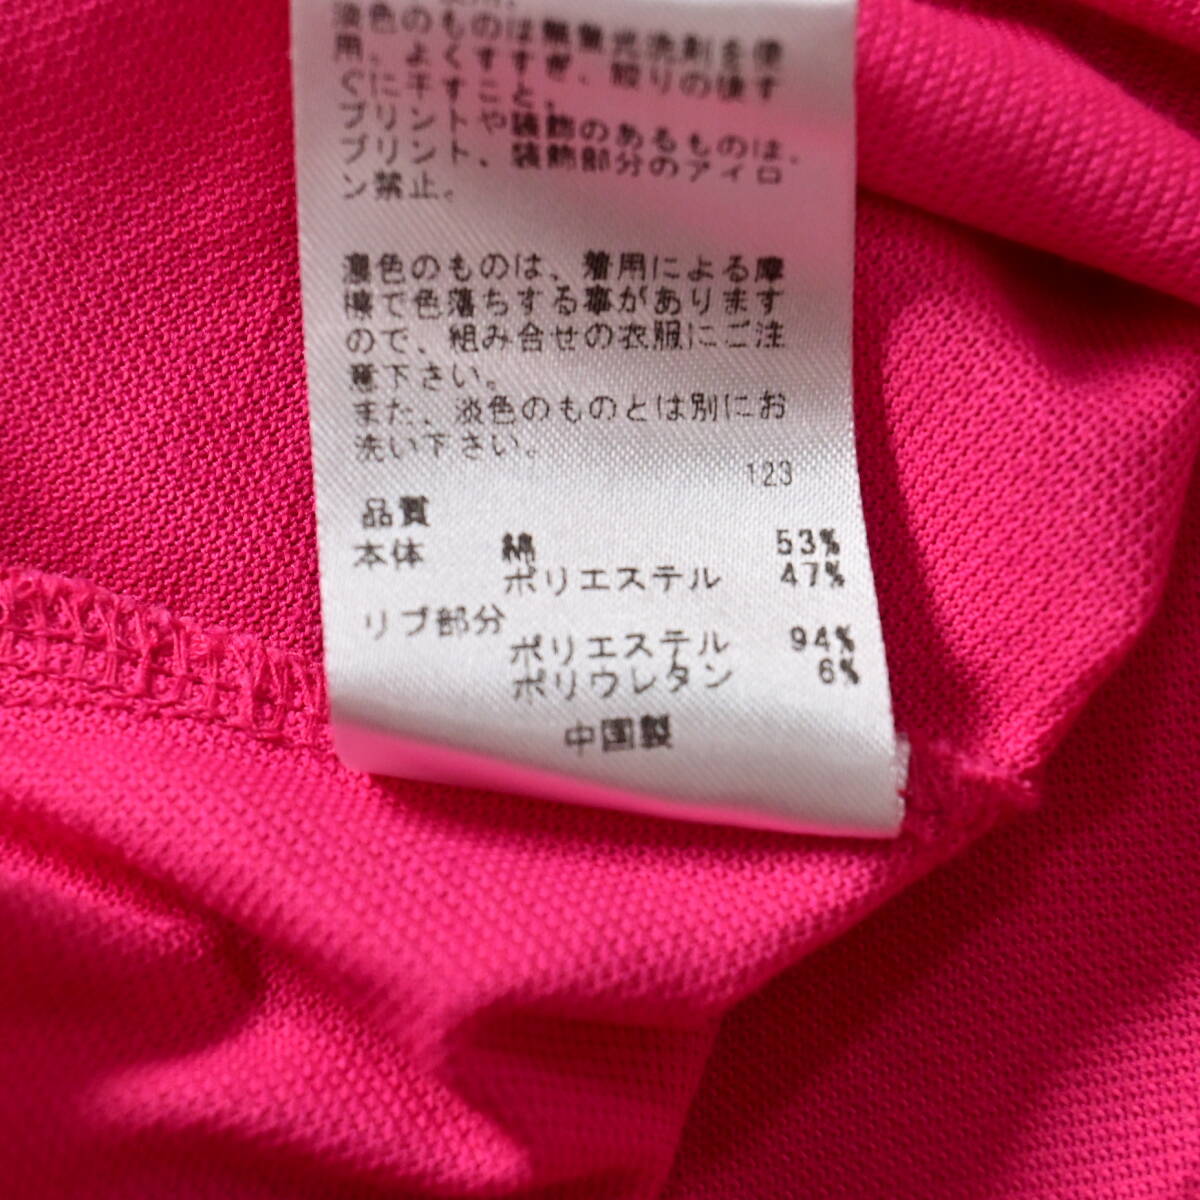 淡色のものは無蛍光洗剤を使
用、よくすすぎ、絞りの後す
ぐに干すこと。
プリントや装飾のあるものは、
プリント、装飾部分のアイロ
ン禁止。
濃色のものは、着用による摩
擦で色落ちする事があります
ので、組み合せの衣服にご注
意下さい。
また、淡色のものとは別にお
洗い下さい。
123
品質
本体 綿 53%
ポリエステル 47%
リブ部分
ポリエステル 94%
ポリウレタン 6%
中国製